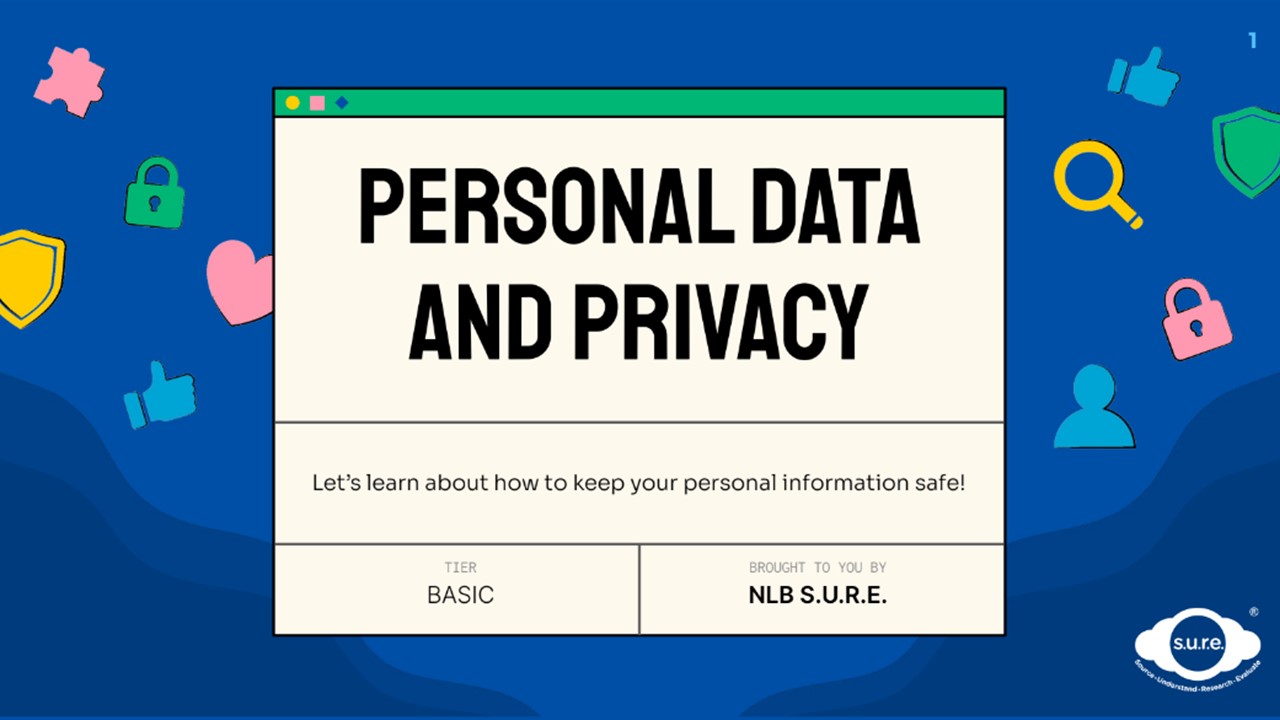 1
PERSONAL DATA
AND PRIVACY
Let's learn about how to keep your personal information safe!
TIER
BASIC
BROUGHT TO YOU BY
NLB S.U.R.E.
s.u.r.e.
®
Source·Understand·Research·Evaluate